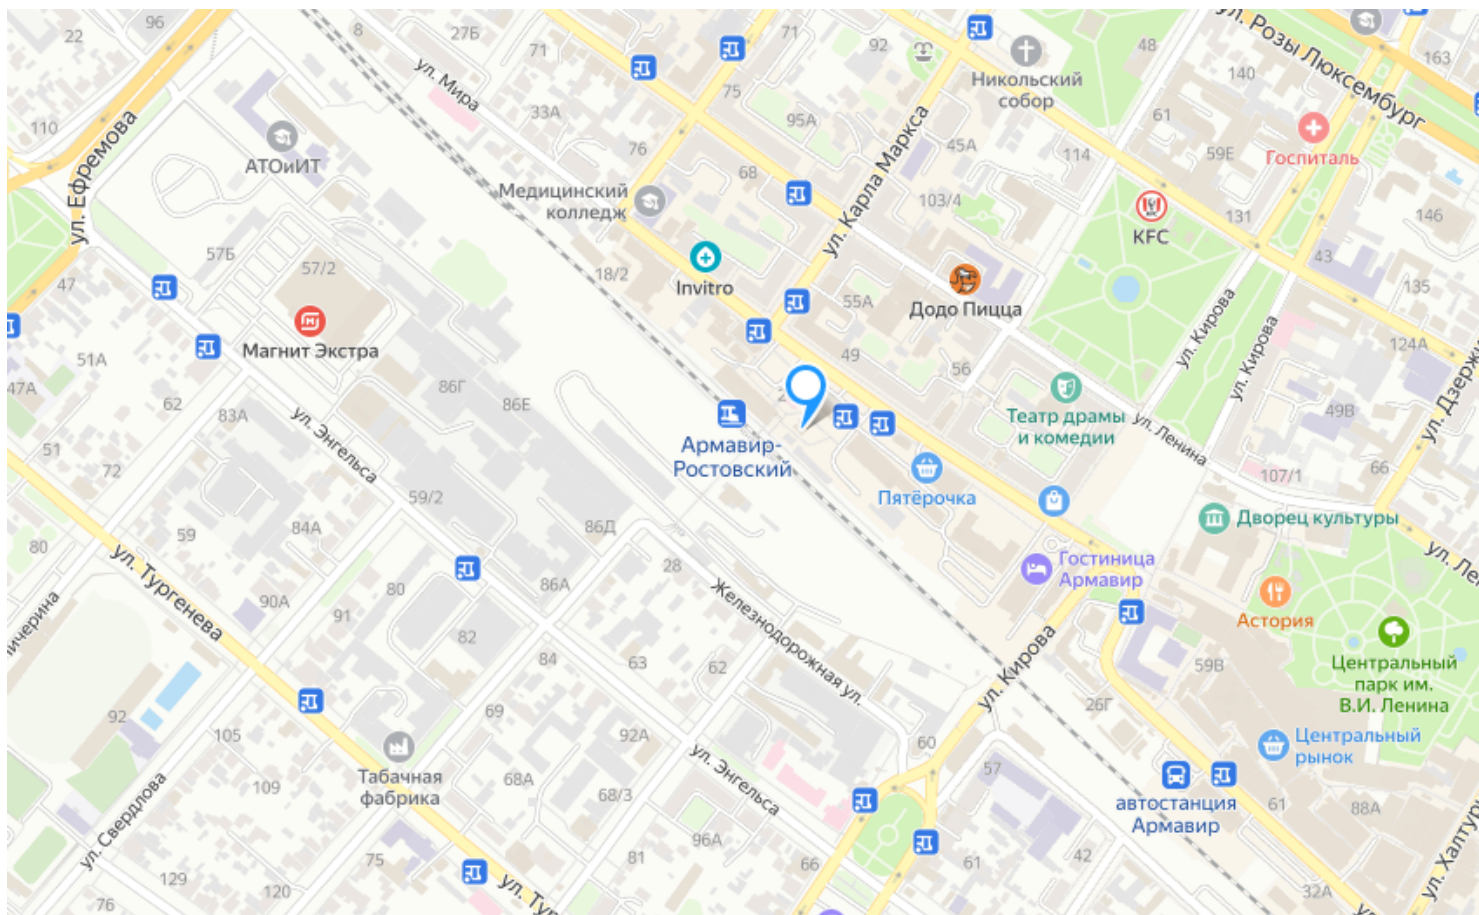 96
22
8
27Б
71
71
92
48
ул. Розы Люксембург
163
Никольский
собор
140
ул. Мира
33А
75
95А
61
110
ул. Ефремова
АТОиИТ
76
68
45А
114
59Е
Госпиталь
ул. Карла Маркса
Медицинский
колледж
103/4
131
146
KFC
57Б
57/2
18/2
Invitro
43
47
55А
Додо Пицца
135
ул. Кирова
ул. Кирова
Магнит Экстра
51А
49
56
124А
47А
62
86Г
86Е
83А
Театр драмы
и комедии
49В
ул. Ленина
51
72
ул. Энгельса
Армавир-
Ростовский
107/1
66
59/2
Пятёрочка
Дворец культуры
59
84А
86Д
80
ул. Тургенева
28
Гостиница
Армавир
90А
80
86А
91
Железнодорожная ул.
Астория
82
84
63
62
59В
Центральный
парк им.
В.И. Ленина
ул. Кирова
26Г
92
105
69
92А
60
Центральный
рынок
Табачная
фабрика
109
68А
68/3
ул. Энгельса
57
автостанция
Армавир
61
88А
ул. Свердлова
75
96А
81
66
61
42
129
120
76
32А